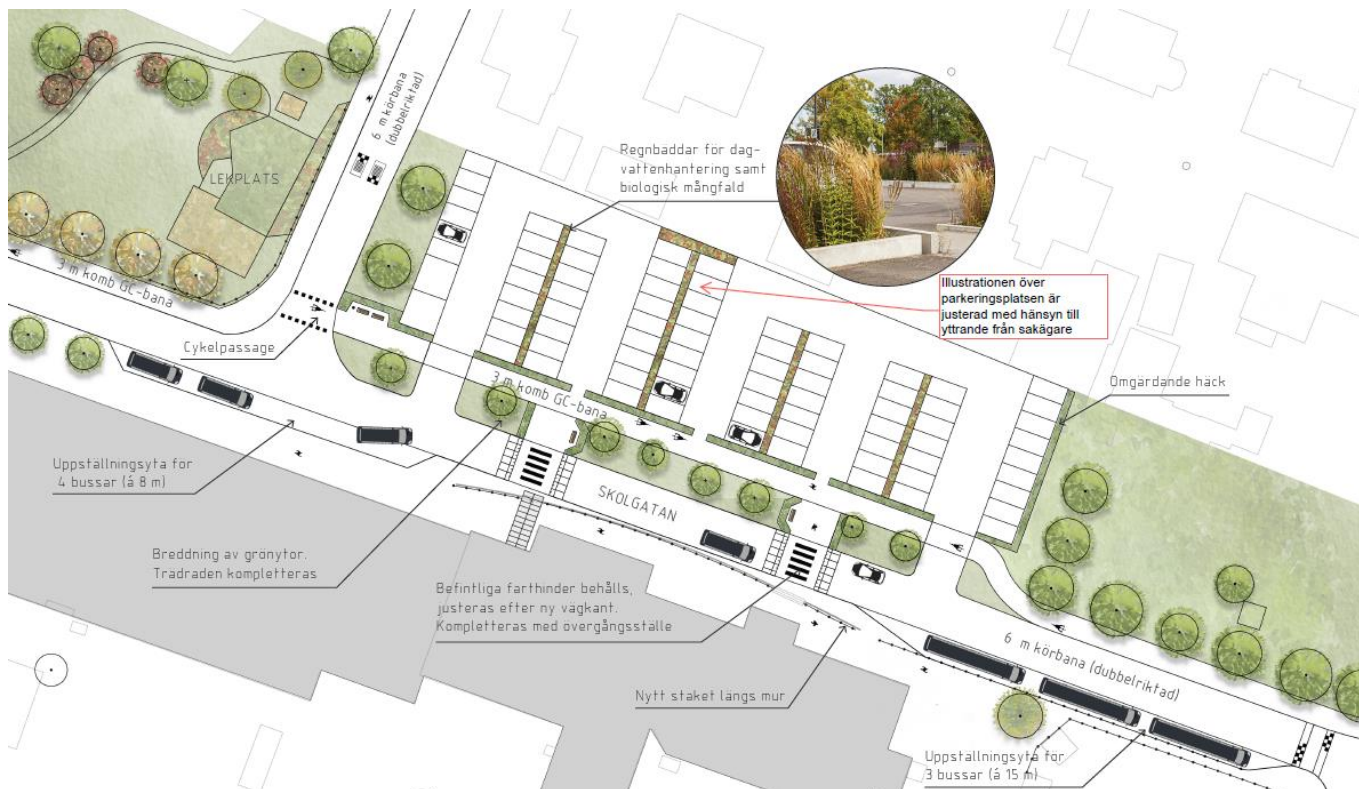 6 m körbana
(dubbelriktad)
Regnbäddar för dag-
vattenhantering samt
biologisk mångfald
LEKPLATS
3 m komb GC-bana
Illustrationen över
parkeringsplatsen är
justerad med hänsyn till
yttrande från sakägare
Cykelpassage
3 m komb GC-bana
Omgärdande häck
Uppställningsyta för
4 bussar (á 8 m)
SKOLGATAN
Breddning av grönytor.
Trädraden kompletteras
Befintliga farthinder behålls,
justeras efter ny vägkant.
Kompletteras med övergångsställe
6 m körbana (dubbelriktad)
Nytt staket längs mur
Uppställningsyta för
3 bussar (á 15 m)